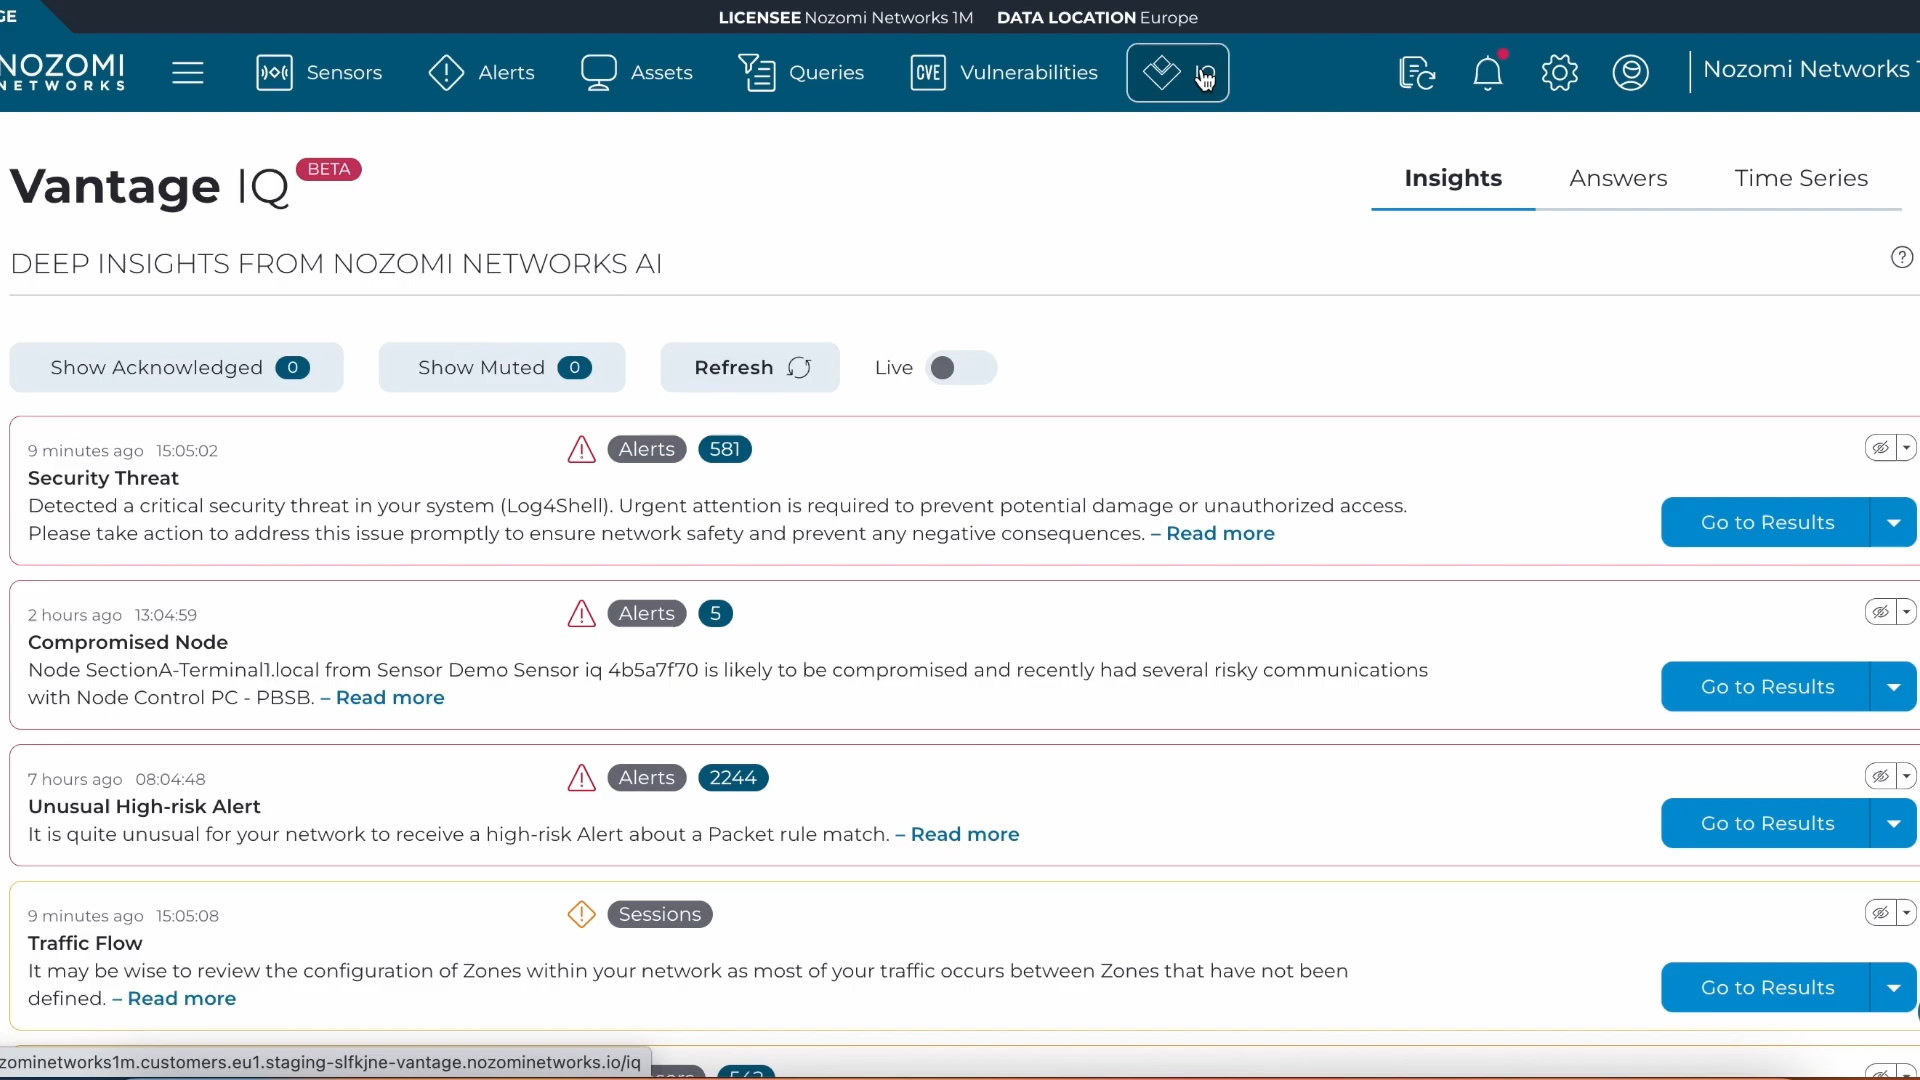 GE
LICENSEE Nozomi Networks 1M DATA LOCATION Europe
NOZOMI
NETWORKS
Sensors
Alerts
Assets
Queries
CVE Vulnerabilities
Nozomi Networks
Vantage IQ BETA
Insights
Answers
Time Series
DEEP INSIGHTS FROM NOZOMI NETWORKS AI
?
Show Acknowledged 0
Show Muted 0
Refresh
Live
9 minutes ago 15:05:02
Alerts 581
Security Threat
Detected a critical security threat in your system (Log4Shell). Urgent attention is required to prevent potential damage or unauthorized access.
Please take action to address this issue promptly to ensure network safety and prevent any negative consequences. – Read more
Go to Results
2 hours ago 13:04:59
Alerts 5
Compromised Node
Node SectionA-Terminal1.local from Sensor Demo Sensor iq 4b5a7f70 is likely to be compromised and recently had several risky communications
with Node Control PC - PBSB. – Read more
Go to Results
7 hours ago 08:04:48
Alerts 2244
Unusual High-risk Alert
It is quite unusual for your network to receive a high-risk Alert about a Packet rule match. – Read more
Go to Results
9 minutes ago 15:05:08
Sessions
Traffic Flow
It may be wise to review the configuration of Zones within your network as most of your traffic occurs between Zones that have not been
defined. – Read more
Go to Results
zominetworks1m.customers.eu1.staging-slfkjne-vantage.nozominetworks.io/iq